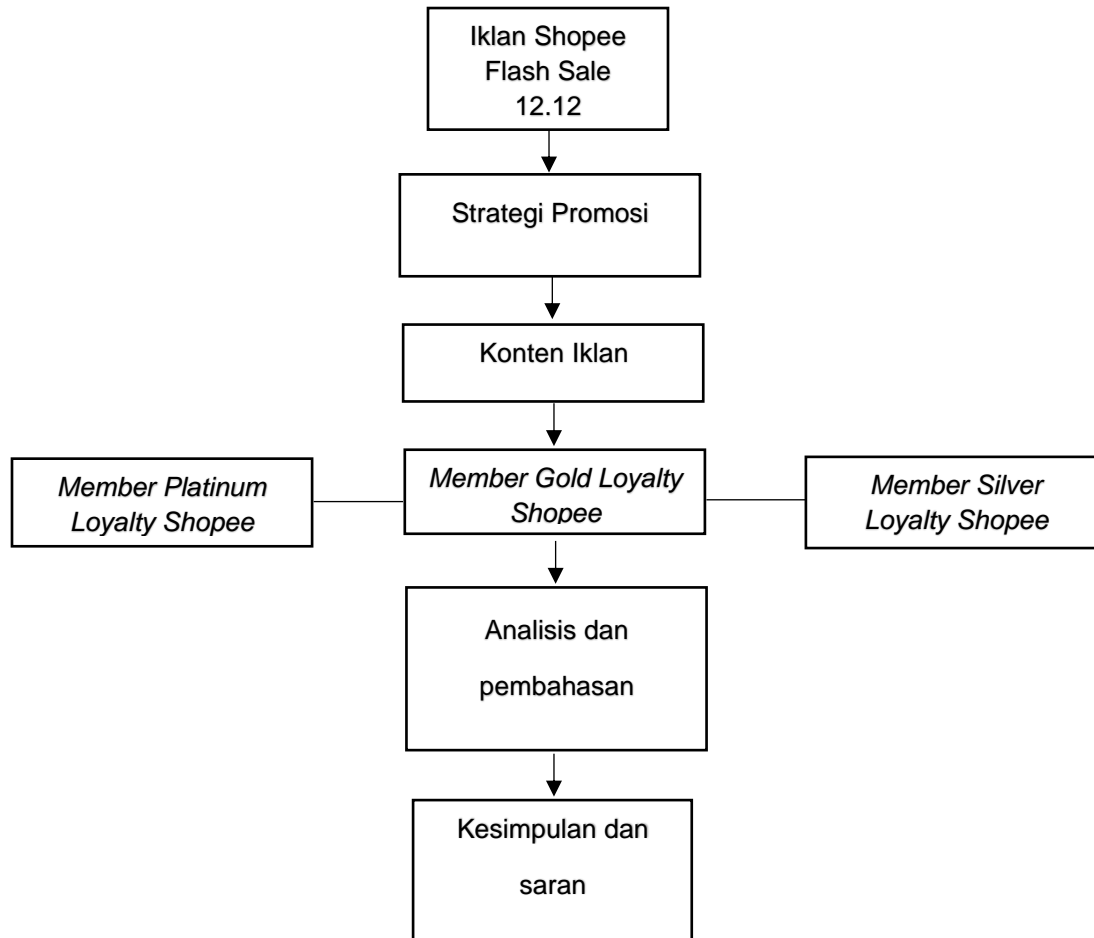 Iklan Shopee
Flash Sale
12.12
Strategi Promosi
Konten Iklan
Member Platinum
Loyalty Shopee
Member Gold Loyalty
Shopee
Member Silver
Loyalty Shopee
Analisis dan
pembahasan
Kesimpulan dan
saran